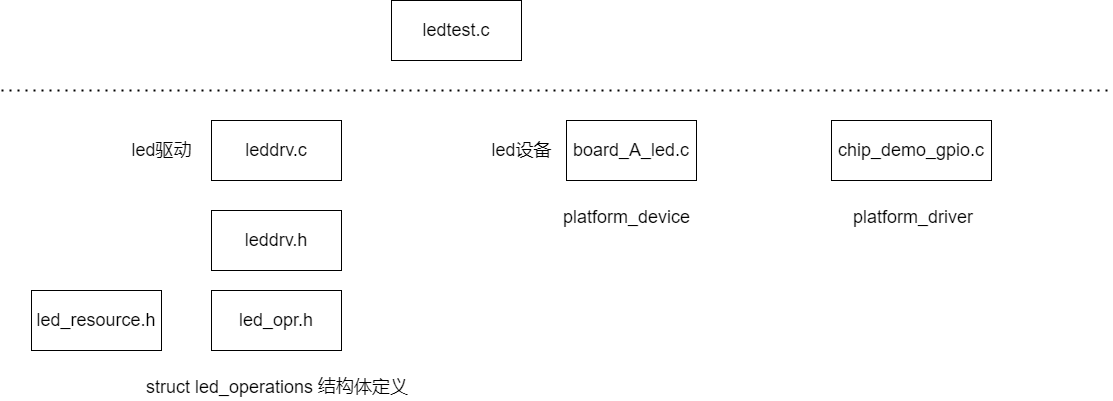 ledtest.c
led驱动
leddrv.c
led设备
board_A_led.c
chip_demo_gpio.c
platform_device
platform_driver
leddrv.h
led_resource.h
led_opr.h
struct led_operations 结构体定义